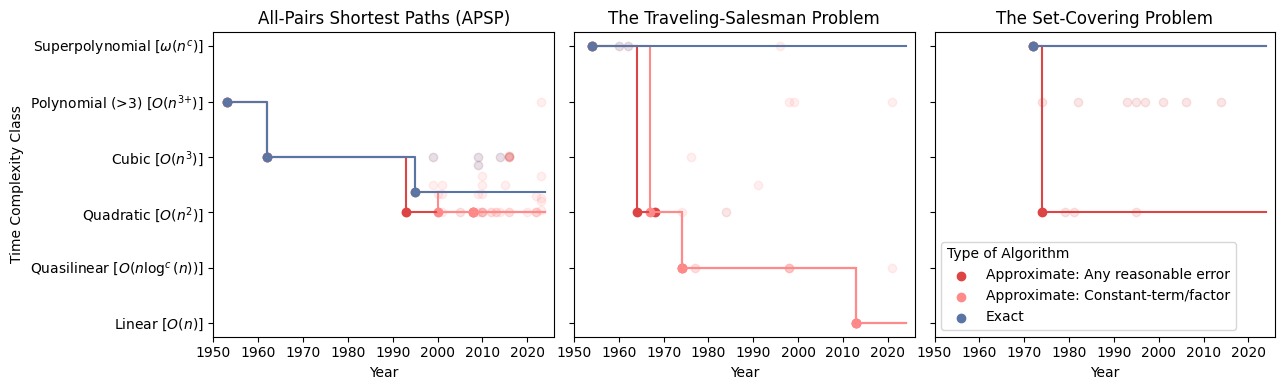 All-Pairs Shortest Paths (APSP)
The Traveling-Salesman Problem
The Set-Covering Problem
Time Complexity Class
Superpolynomial [ω(n^c)]
Polynomial (>3) [O(n^{3+})]
Cubic [O(n^3)]
Quadratic [O(n^2)]
Quasilinear [O(n log^c(n))]
Linear [O(n)]
1950 1960 1970 1980 1990 2000 2010 2020
Year
1950 1960 1970 1980 1990 2000 2010 2020
Year
1950 1960 1970 1980 1990 2000 2010 2020
Year
Type of Algorithm
Approximate: Any reasonable error
Approximate: Constant-term/factor
Exact